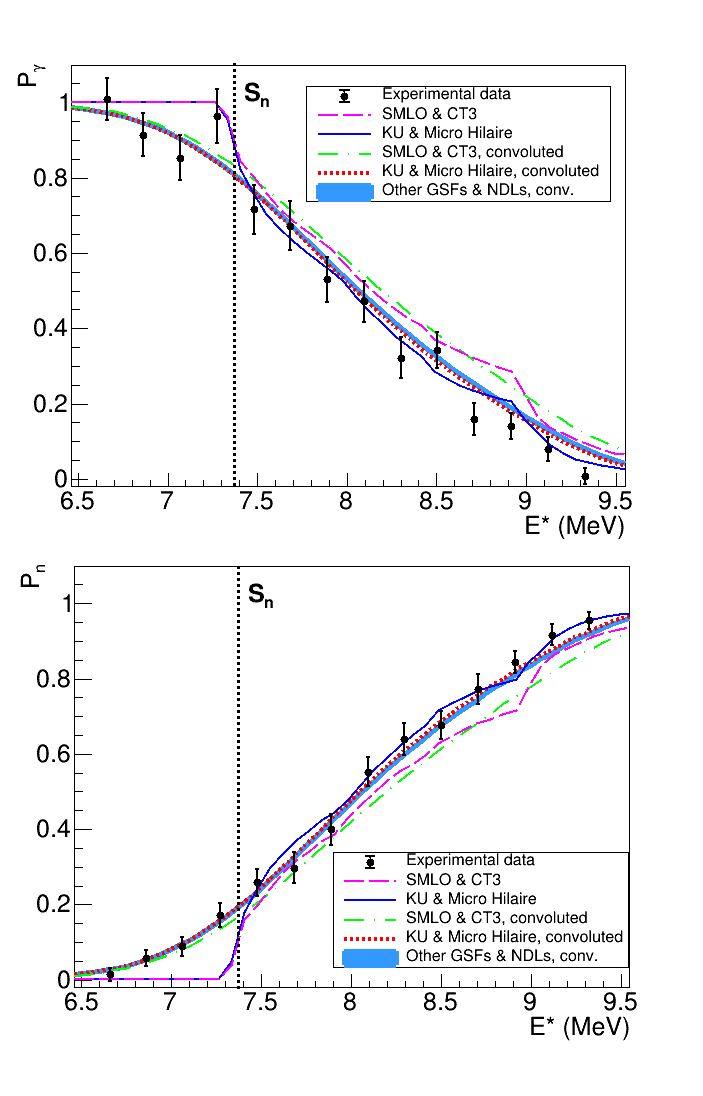 Pγ
1
0.8
0.6
0.4
0.2
0
Sn
Experimental data
SMLO & CT3
KU & Micro Hilaire
SMLO & CT3, convoluted
KU & Micro Hilaire, convoluted
Other GSFs & NDLs, conv.
6.5 7 7.5 8 8.5 9 9.5
E* (MeV)
Pn
1
0.8
0.6
0.4
0.2
0
Sn
Experimental data
SMLO & CT3
KU & Micro Hilaire
SMLO & CT3, convoluted
KU & Micro Hilaire, convoluted
Other GSFs & NDLs, conv.
6.5 7 7.5 8 8.5 9 9.5
E* (MeV)